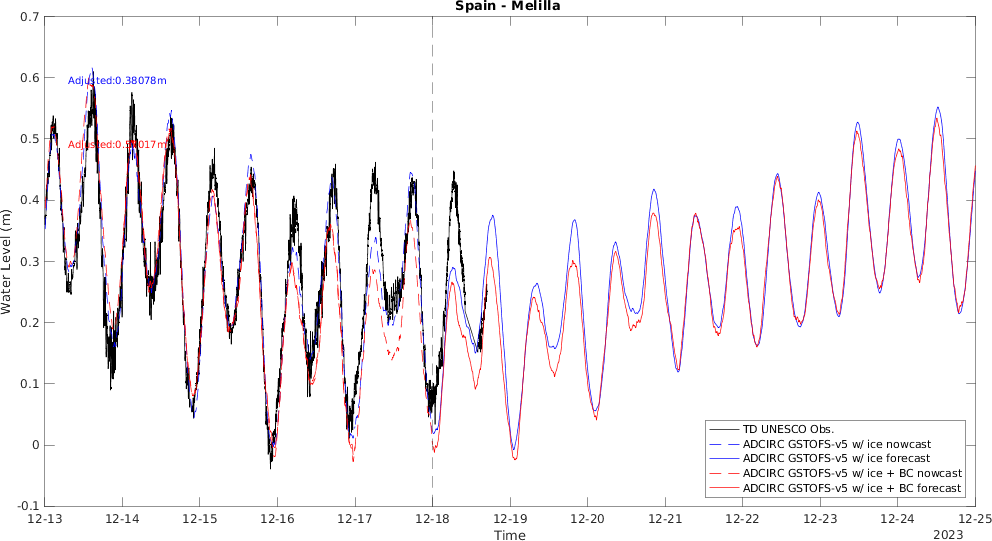 Spain - Melilla
0.7
0.6
0.5
0.4
0.3
0.2
0.1
0
-0.1
Water Level (m)
Adjusted:0.38078m
12-13
12-14
12-15
12-16
12-17
12-18
12-19
12-20
12-21
12-22
12-23
12-24
12-25
Time
2023
TD UNESCO Obs.
ADCIRC GSTOFS-v5 w/ ice nowcast
ADCIRC GSTOFS-v5 w/ ice forecast
ADCIRC GSTOFS-v5 w/ ice + BC nowcast
ADCIRC GSTOFS-v5 w/ ice + BC forecast